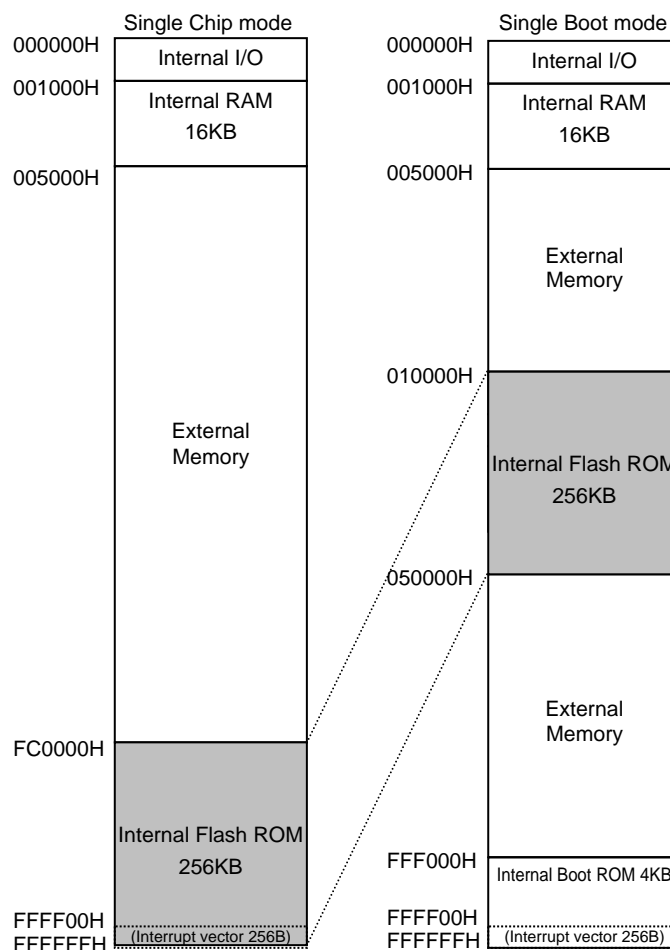 Single Chip mode
000000H
Internal I/O
001000H
Internal RAM
16KB
005000H
External
Memory
FC0000H
Internal Flash ROM
256KB
FFFF00H
(Interrupt vector 256B)
FFFFFFH
Single Boot mode
000000H
Internal I/O
001000H
Internal RAM
16KB
005000H
External
Memory
010000H
Internal Flash ROM
256KB
050000H
External
Memory
FFF000H
Internal Boot ROM 4KB
FFFF00H
(Interrupt vector 256B)
FFFFFFH